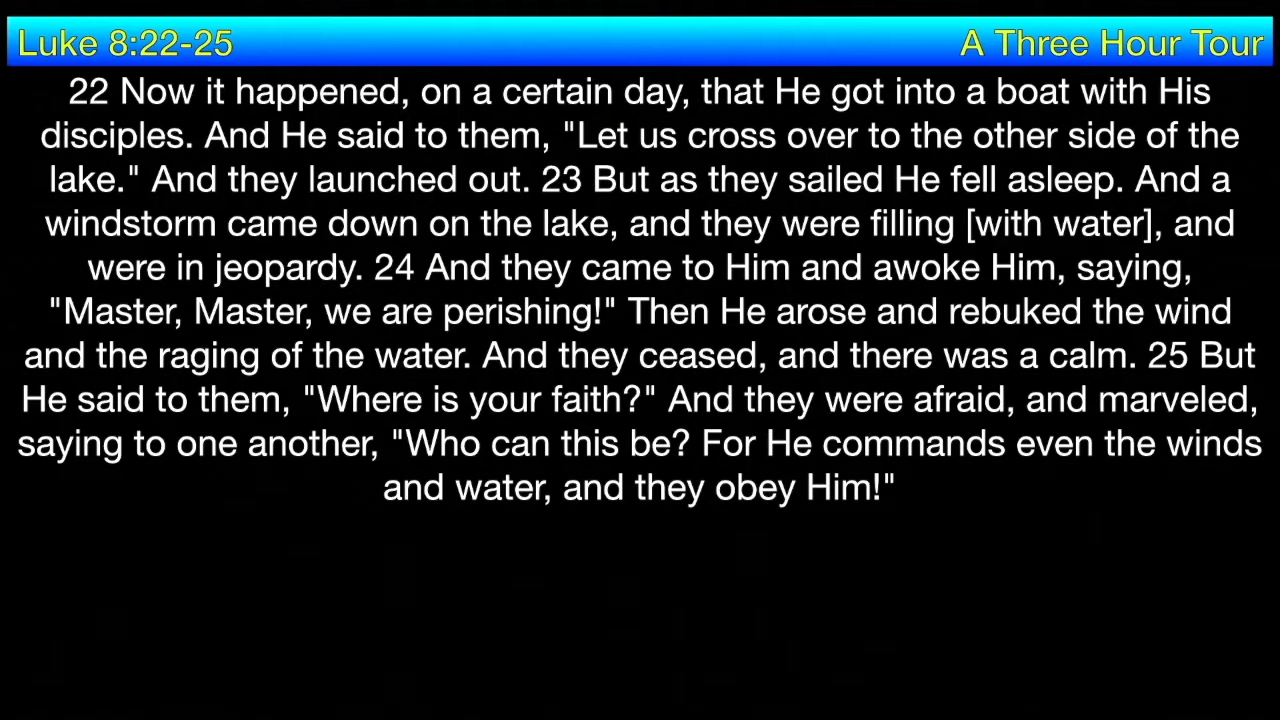 Luke 8:22-25 A Three Hour Tour
22 Now it happened, on a certain day, that He got into a boat with His
disciples. And He said to them, "Let us cross over to the other side of the
lake." And they launched out. 23 But as they sailed He fell asleep. And a
windstorm came down on the lake, and they were filling [with water], and
were in jeopardy. 24 And they came to Him and awoke Him, saying,
"Master, Master, we are perishing!" Then He arose and rebuked the wind
and the raging of the water. And they ceased, and there was a calm. 25 But
He said to them, "Where is your faith?" And they were afraid, and marveled,
saying to one another, "Who can this be? For He commands even the winds
and water, and they obey Him!"